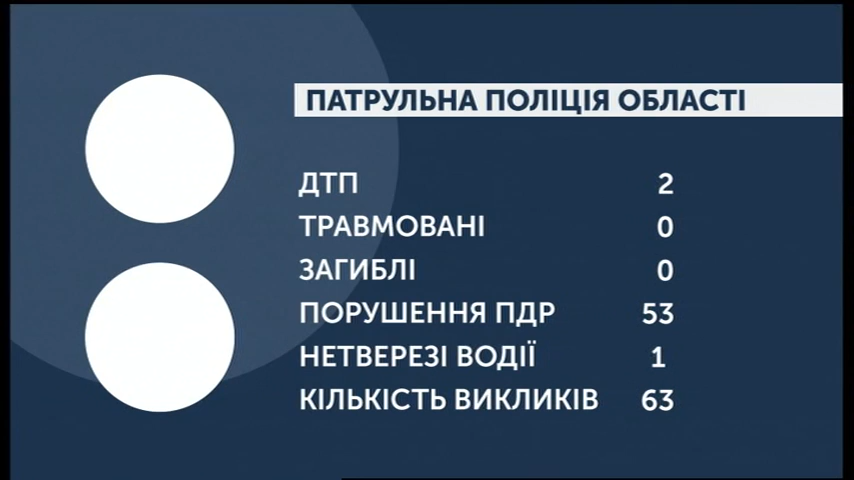 ПАТРУЛЬНА ПОЛІЦІЯ ОБЛАСТІ
ДТП 2
ТРАВМОВАНІ 0
ЗАГИБЛІ 0
ПОРУШЕННЯ ПДР 53
НЕТВЕРЕЗІ ВОДІЇ 1
КІЛЬКІСТЬ ВИКЛИКІВ 63